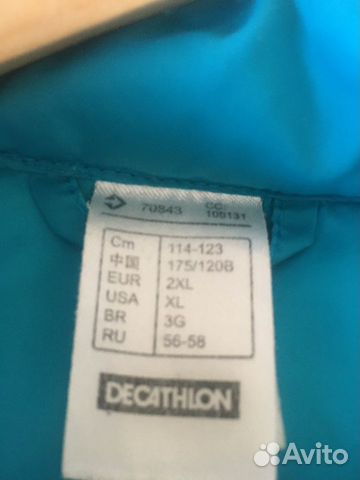 70843 CC:
105131
Cm 114-123
中国 175/120B
EUR 2XL
USA XL
BR 3G
RU 56-58
DECATHLON
Avito